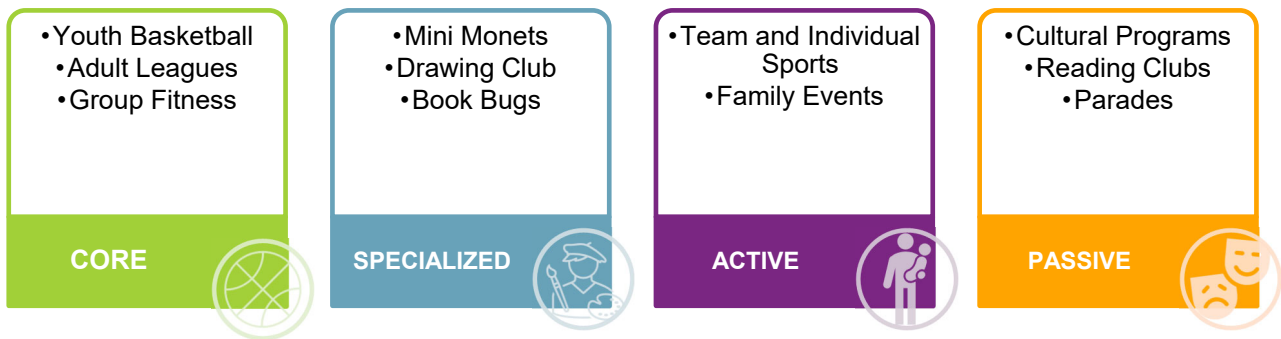 •Youth Basketball
•Adult Leagues
•Group Fitness
CORE
•Mini Monets
•Drawing Club
•Book Bugs
SPECIALIZED
•Team and Individual
Sports
•Family Events
ACTIVE
•Cultural Programs
•Reading Clubs
•Parades
PASSIVE